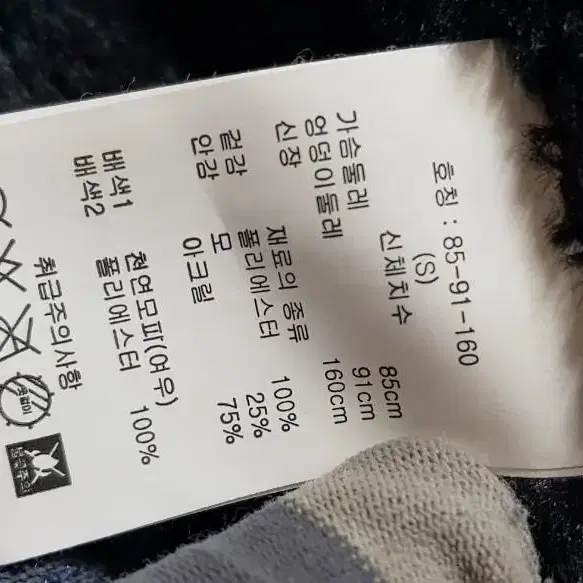 호칭 : 85-91-160
(S)
신체치수
가슴둘레 85cm
엉덩이둘레 91cm
신장 160cm
재료의 종류
겉감 폴리에스터 100%
안감 모 25%
아크릴 75%
배색1 천연모피(여우)
배색2 폴리에스터 100%
취급주의사항